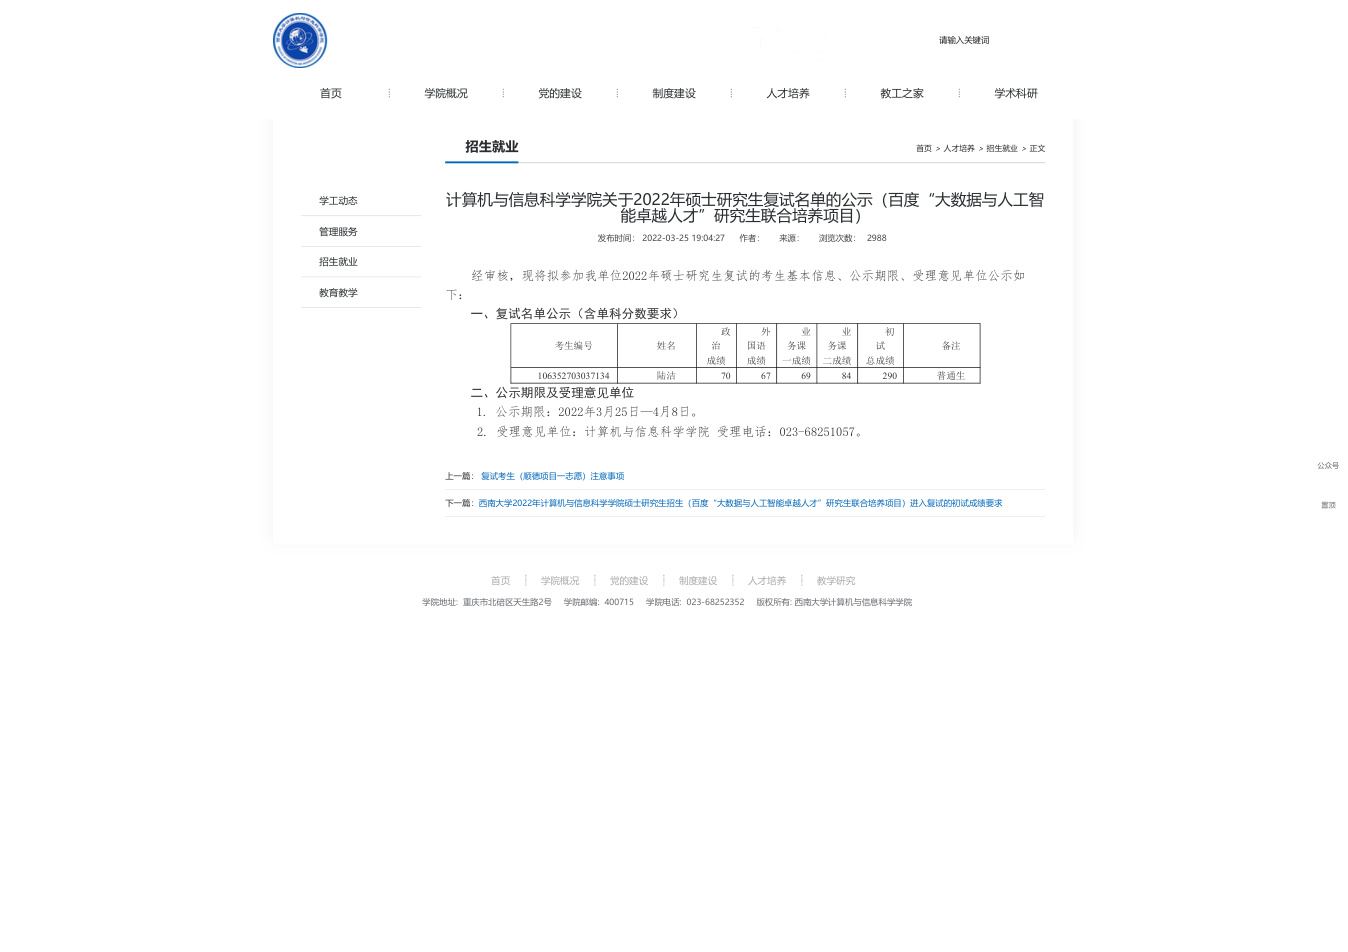 请输入关键词
首页 学院概况 党的建设 制度建设 人才培养 教工之家 学术科研
招生就业
首页 > 人才培养 > 招生就业 > 正文
学工动态
管理服务
招生就业
教育教学
计算机与信息科学学院关于2022年硕士研究生复试名单的公示（百度“大数据与人工智
能卓越人才”研究生联合培养项目）
发布时间： 2022-03-25 19:04:27 作者： 来源： 浏览次数： 2988
经审核，现将拟参加我单位2022年硕士研究生复试的考生基本信息、公示期限、受理意见单位公示如
下：
一、复试名单公示（含单科分数要求）
考生编号 姓名 政治成绩 外国语成绩 业务课一成绩 业务课二成绩 初试总成绩 备注
106352703037134 陆沽 70 67 69 84 290 普通生
二、公示期限及受理意见单位
1. 公示期限：2022年3月25日—4月8日。
2. 受理意见单位：计算机与信息科学学院 受理电话：023-68251057。
上一篇： 复试考生（顺德项目一志愿）注意事项
下一篇：西南大学2022年计算机与信息科学学院硕士研究生招生（百度“大数据与人工智能卓越人才”研究生联合培养项目）进入复试的初试成绩要求
公众号
置顶
首页 学院概况 党的建设 制度建设 人才培养 教学研究
学院地址: 重庆市北碚区天生路2号 学院邮编: 400715 学院电话: 023-68252352 版权所有: 西南大学计算机与信息科学学院